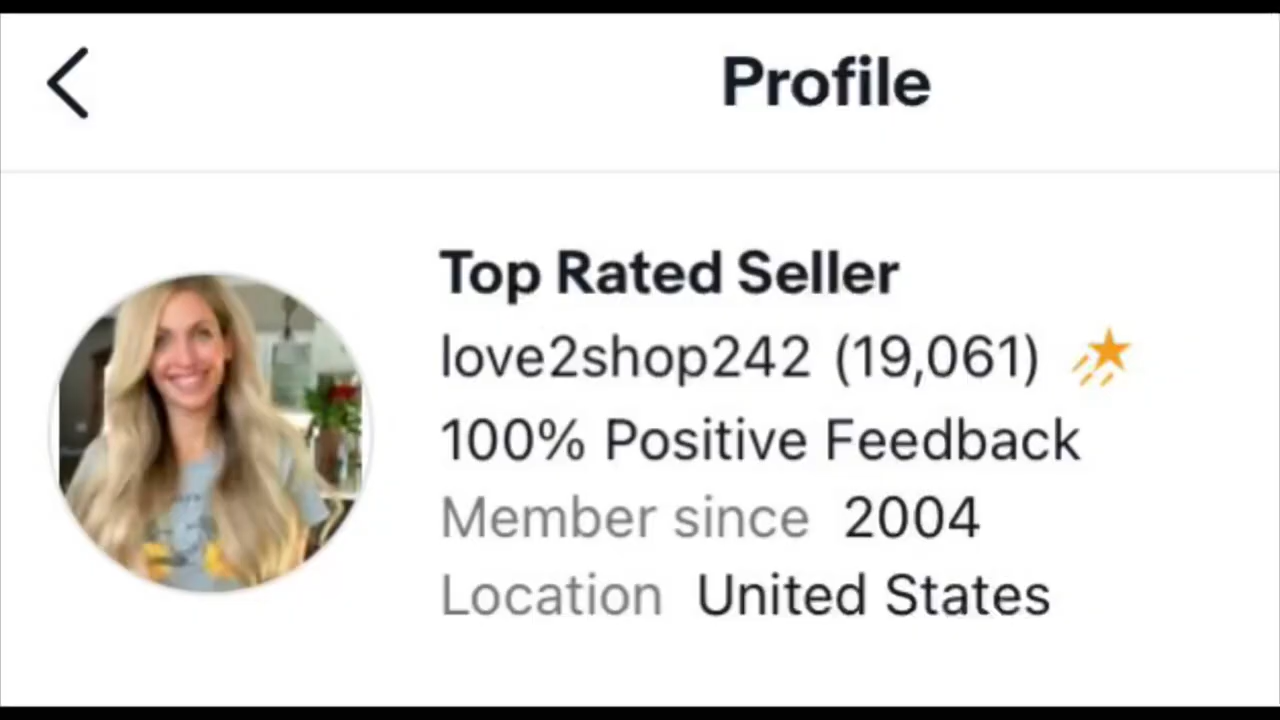 Profile
Top Rated Seller
love2shop242 (19,061)
100% Positive Feedback
Member since 2004
Location United States